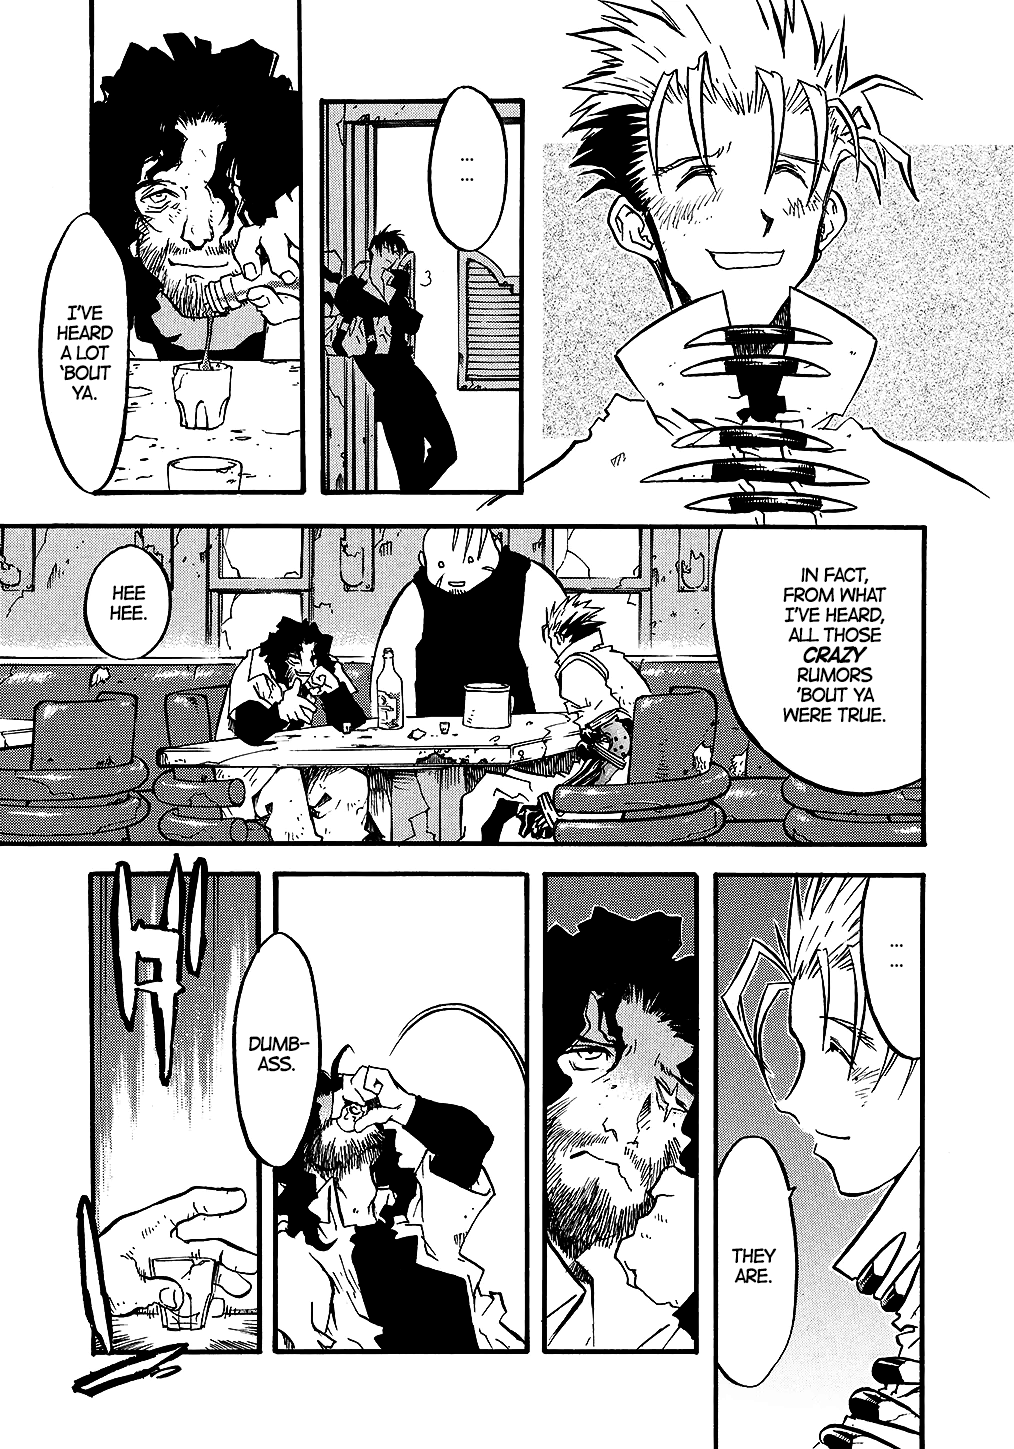 ……
……
I'VE
HEARD
A LOT
'BOUT
YA.
IN FACT,
FROM WHAT
I'VE HEARD,
ALL THOSE
CRAZY
RUMORS
'BOUT YA
WERE TRUE.
HEE
HEE.
……
……
THEY
ARE.
DUMB-
ASS.